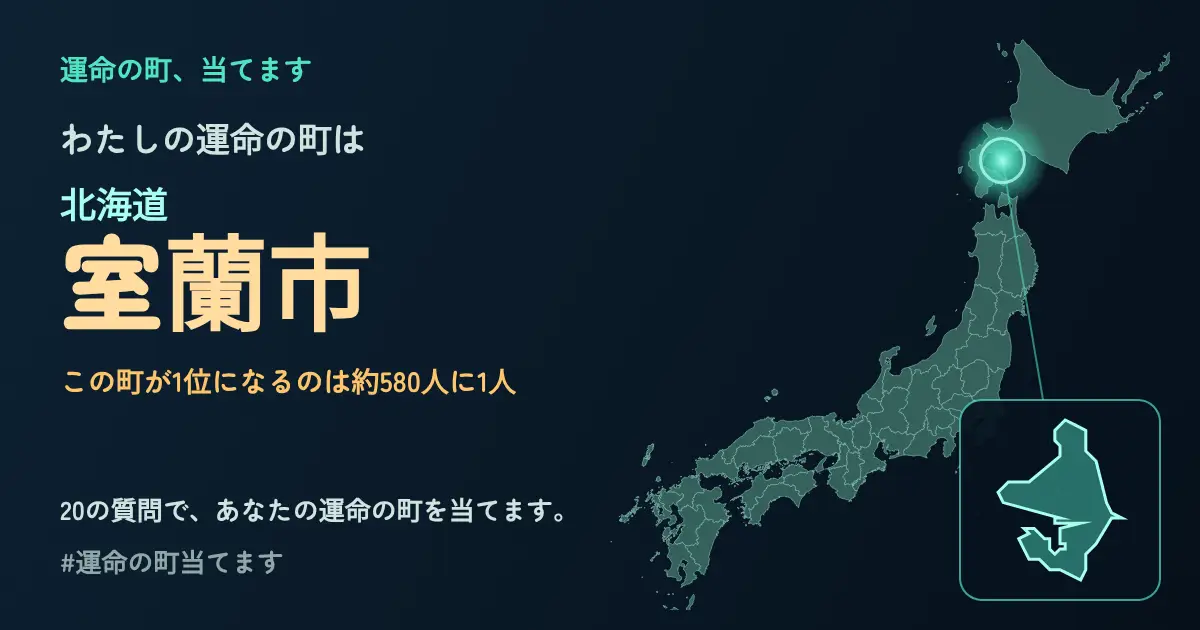 運命の町、当てます
わたしの運命の町は
北海道
室蘭市
この町が1位になるのは約580人に1人
20の質問で、あなたの運命の町を当てます。
#運命の町当てます